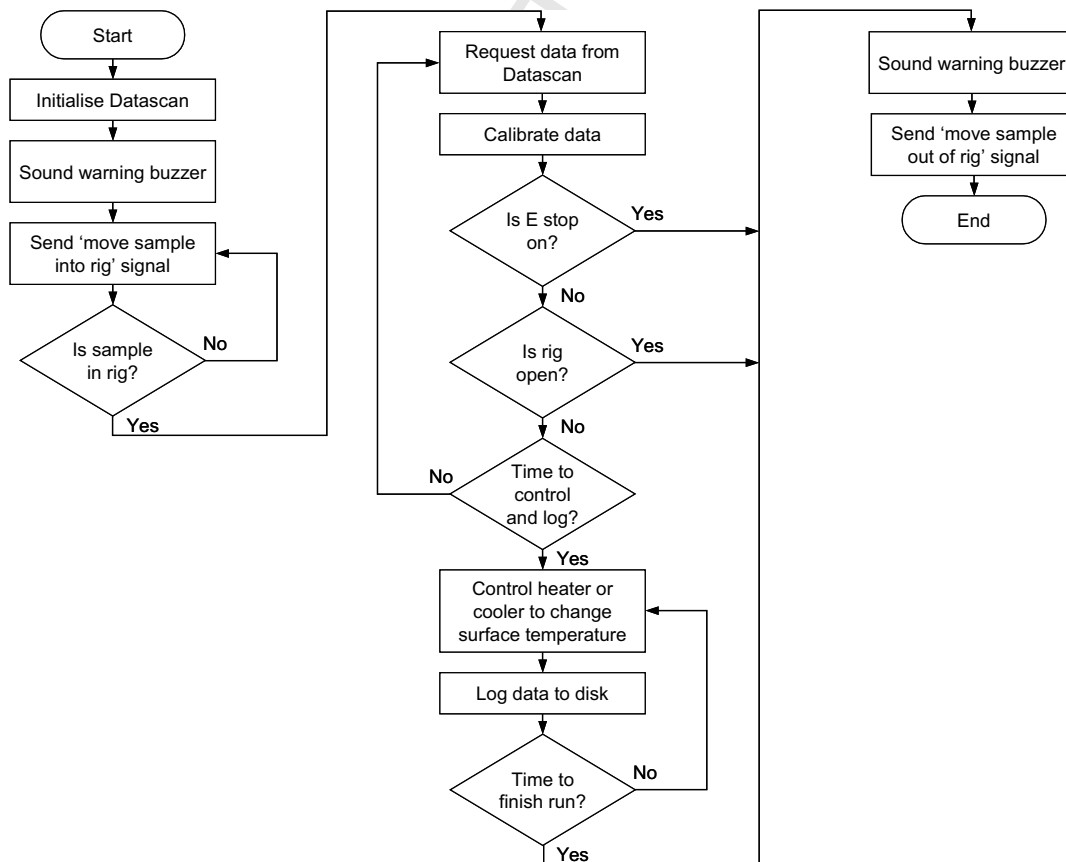 Start
Initialise Datascan
Sound warning buzzer
Send ‘move sample
into rig’ signal
Is sample
in rig?
No
Yes
Request data from
Datascan
Calibrate data
Is E stop
on?
Yes
No
Is rig
open?
Yes
No
Time to
control
and log?
No
Yes
Control heater or
cooler to change
surface temperature
Log data to disk
Time to
finish run?
No
Yes
Sound warning buzzer
Send ‘move sample
out of rig’ signal
End